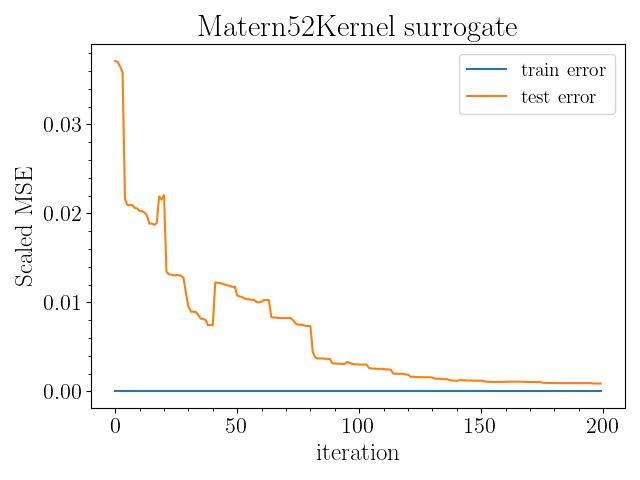 Matern52Kernel surrogate
train error
test error
Scaled MSE
0.03
0.02
0.01
0.00
0
50
100
150
200
iteration